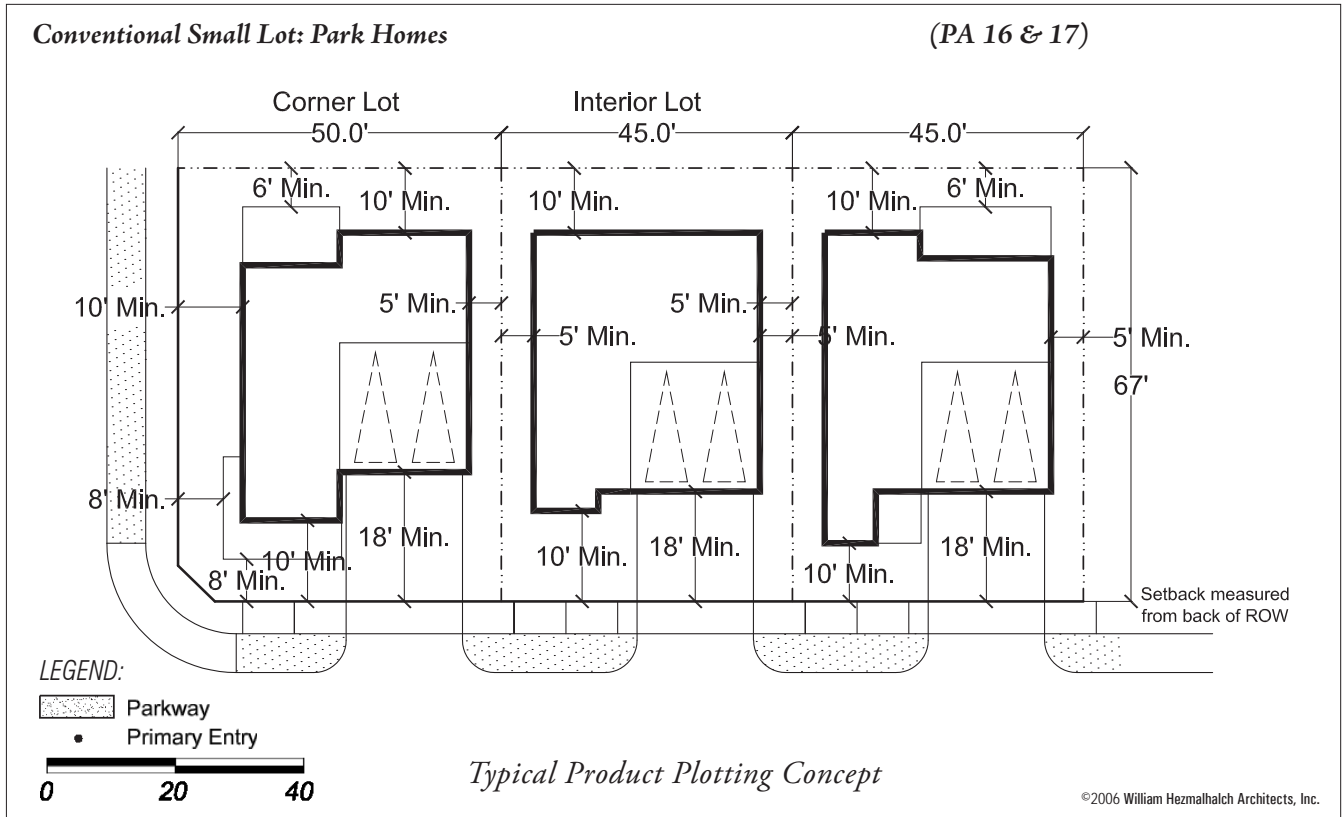 Conventional Small Lot: Park Homes (PA 16 & 17)
Corner Lot Interior Lot
50.0' 45.0' 45.0'
6' Min. 10' Min. 10' Min. 10' Min. 6' Min.
10' Min. 5' Min. 5' Min.
5' Min. 5' Min. 5' Min.
67'
8' Min.
18' Min. 18' Min. 18' Min.
10' Min. 10' Min. 10' Min.
8' Min.
Setback measured
from back of ROW
LEGEND:
Parkway
Primary Entry
0 20 40
Typical Product Plotting Concept
©2006 William Hezmalhalch Architects, Inc.